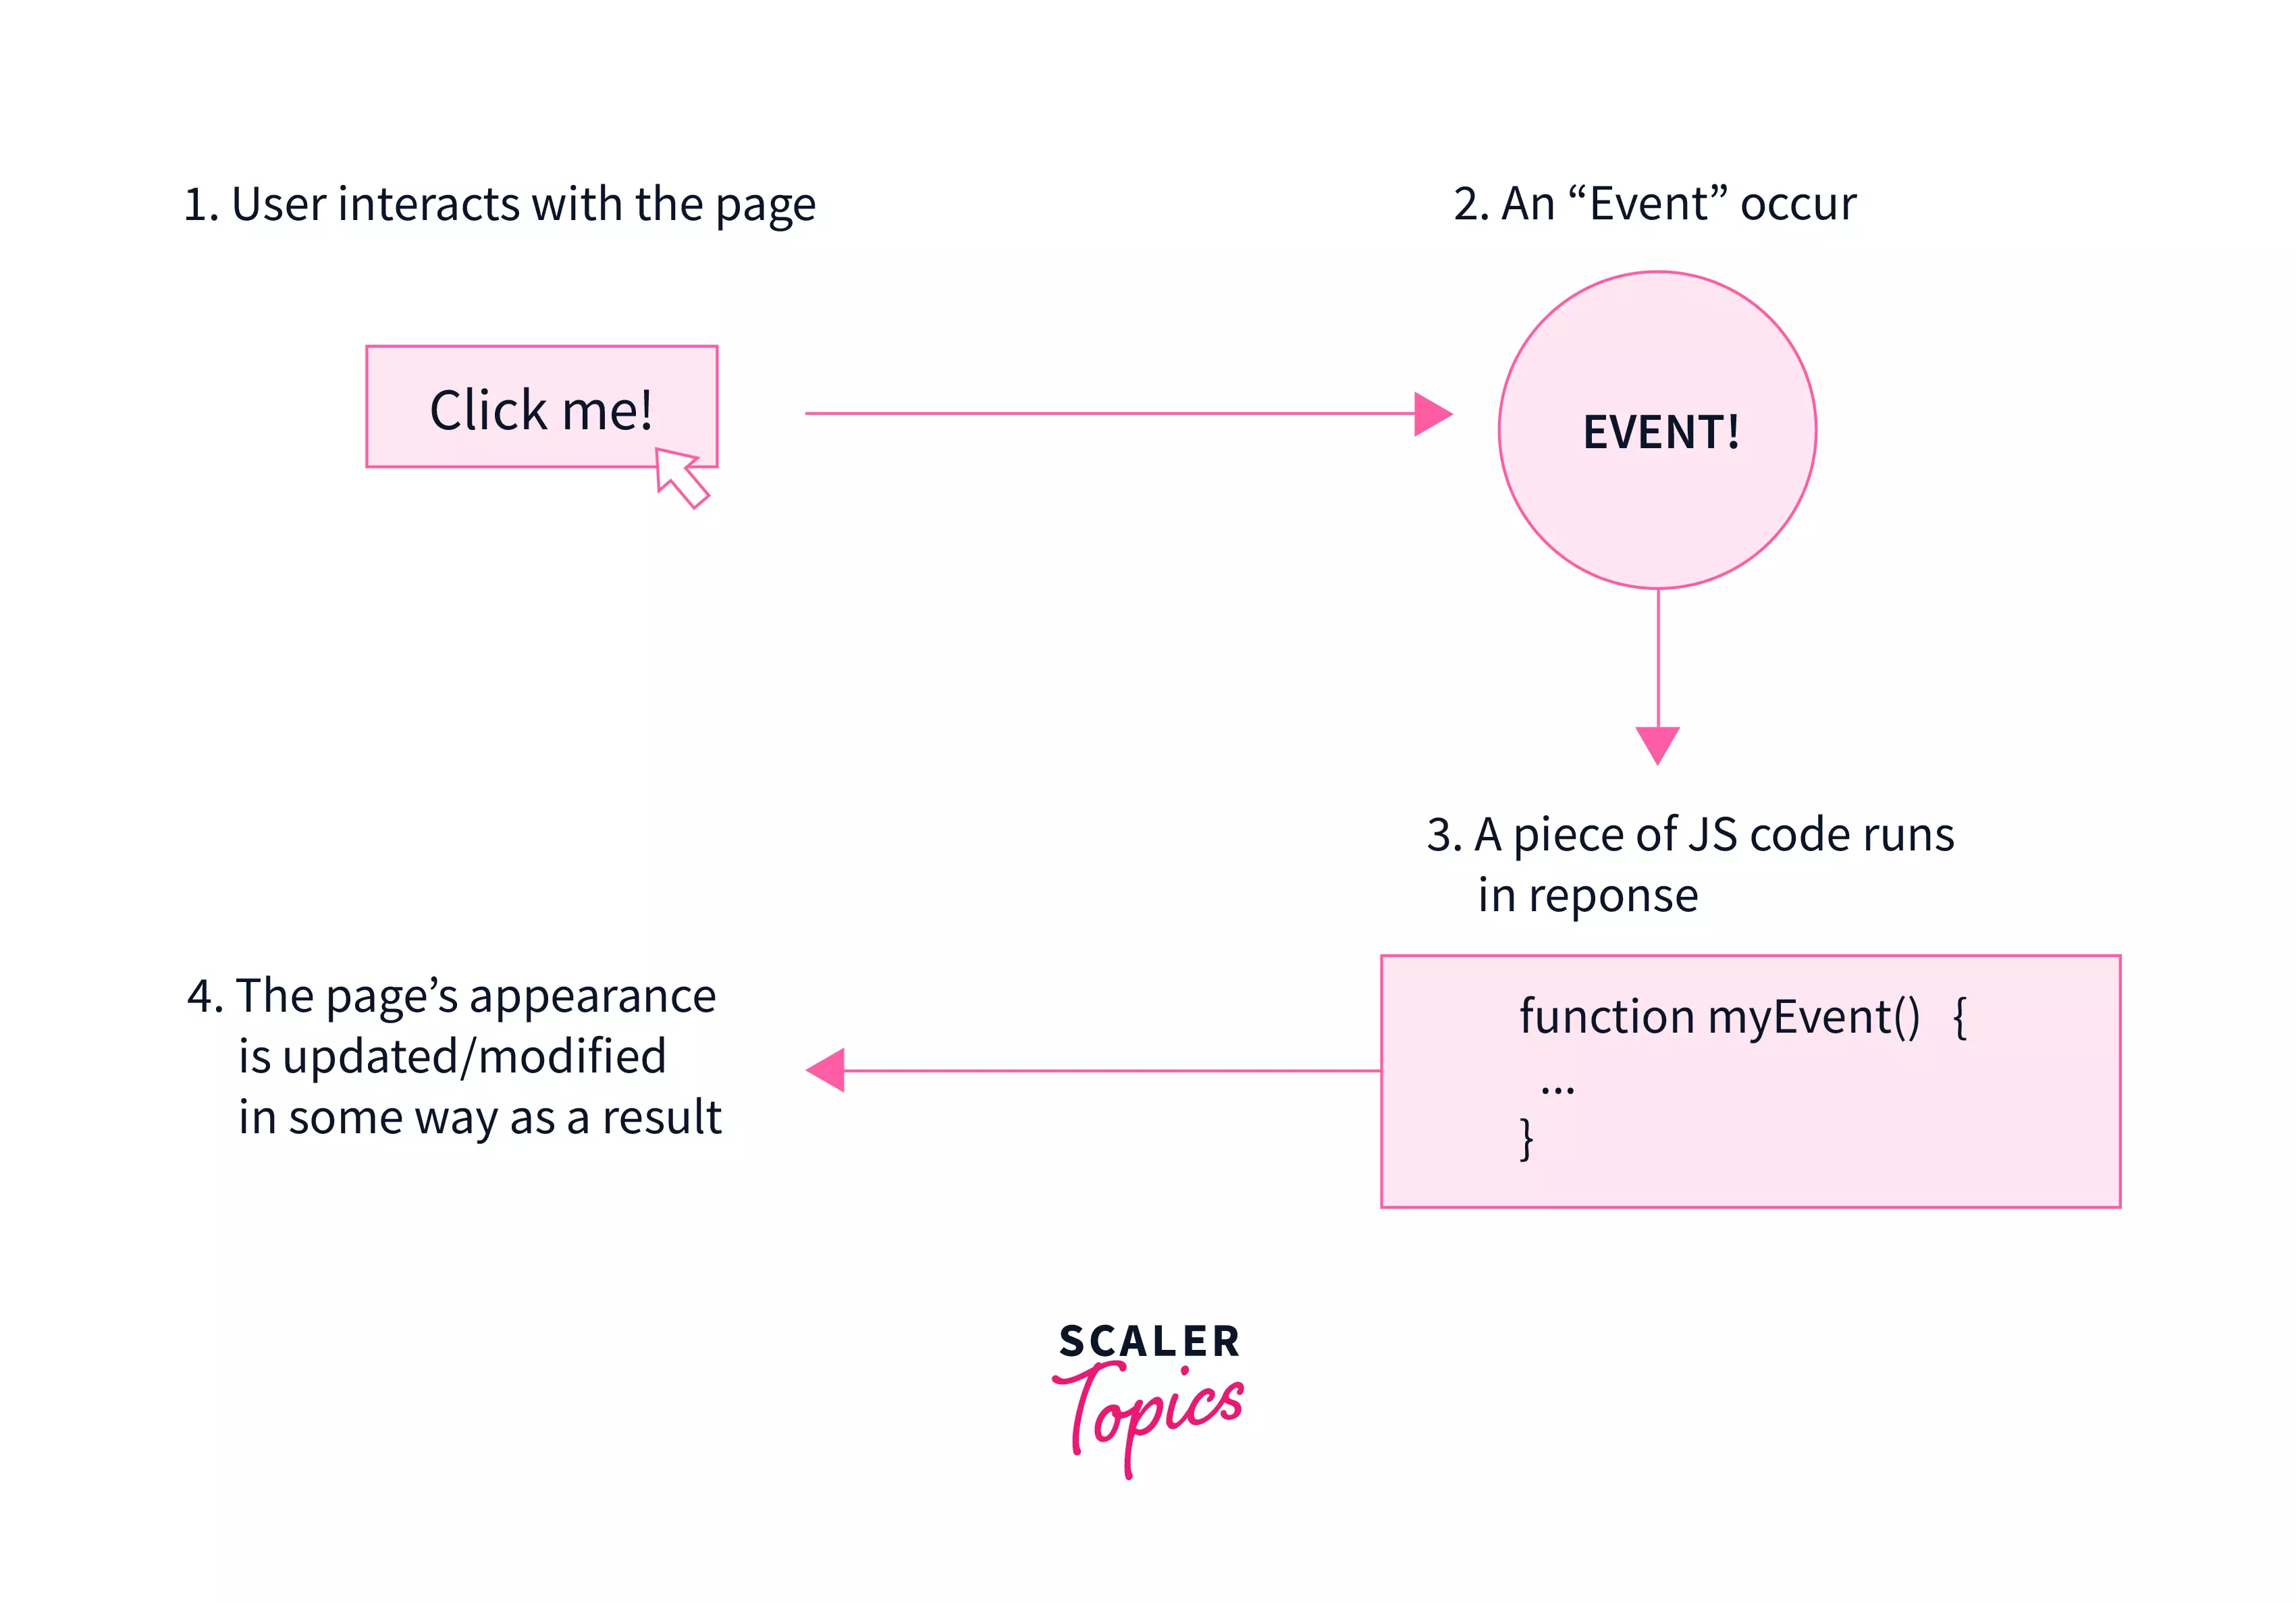 1. User interacts with the page
2. An “Event” occur
Click me!
EVENT!
3. A piece of JS code runs
in reponse
function myEvent() {
...
}
4. The page’s appearance
is updated/modified
in some way as a result
SCALER
Topics